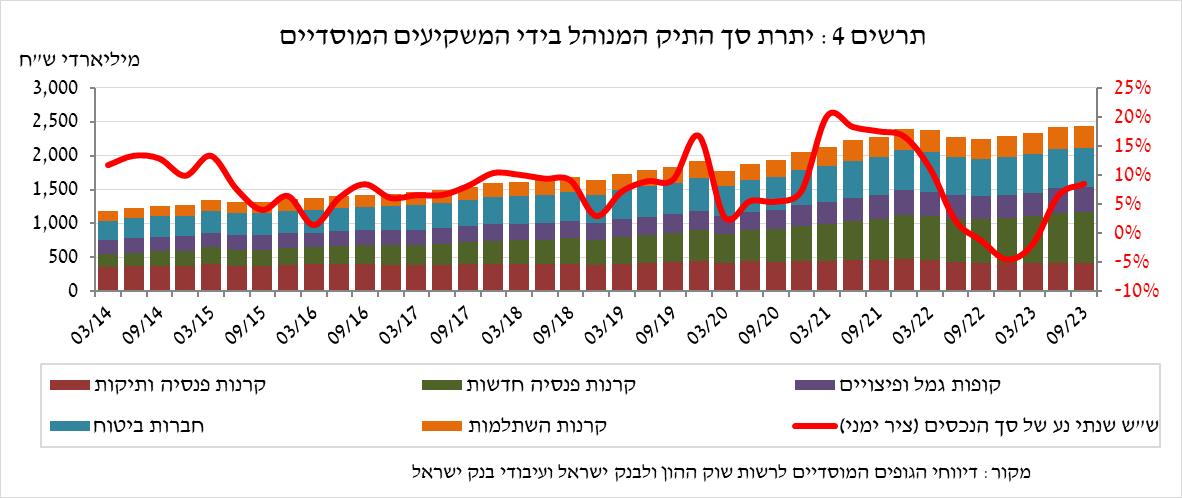 תרשים 4 : יתרת סך התיק המנוהל בידי המשקיעים המוסדיים
מיליארדי ש"ח
3,000
2,500
2,000
1,500
1,000
500
0
25%
20%
15%
10%
5%
0%
-5%
-10%
03/14 09/14 03/15 09/15 03/16 09/16 03/17 09/17 03/18 09/18 03/19 09/19 03/20 09/20 03/21 09/21 03/22 09/22 03/23 09/23
קרנות פנסיה ותיקות קרנות פנסיה חדשות קופות גמל ופיצויים
חברות ביטוח קרנות השתלמות ש"ש שנתי נע של סך הנכסים (ציר ימני)
מקור : דיווחי הגופים המוסדיים לרשות שוק ההון ולבנק ישראל ועיבודי בנק ישראל